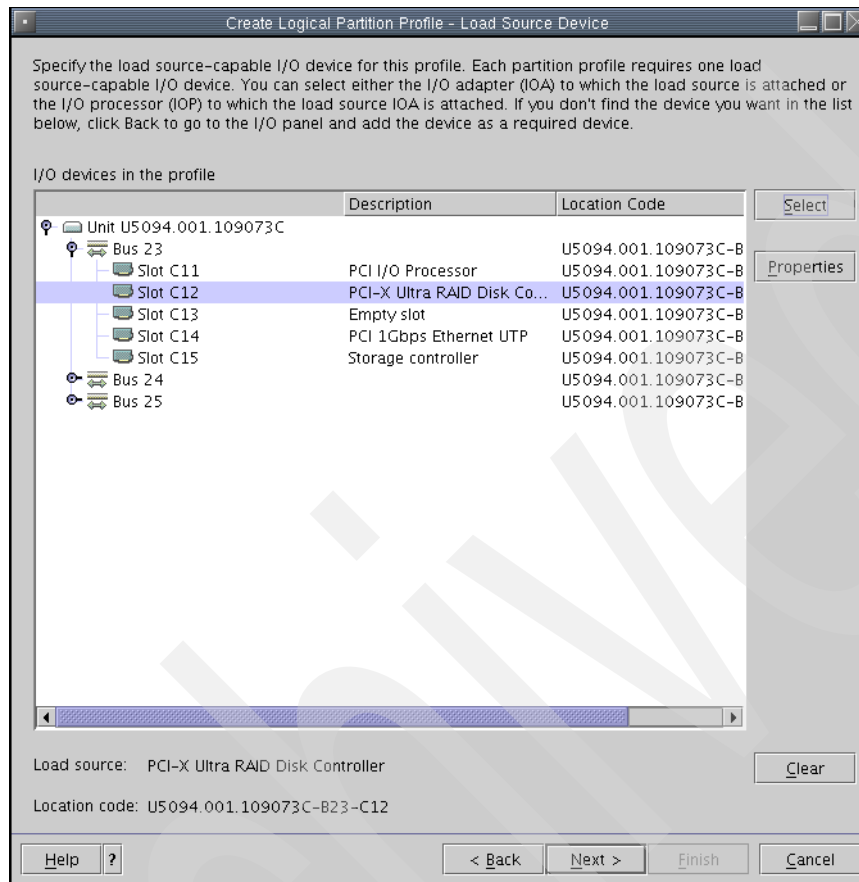 Create Logical Partition Profile - Load Source Device
Specify the load source-capable I/O device for this profile. Each partition profile requires one load
source-capable I/O device. You can select either the I/O adapter (IOA) to which the load source is attached or
the I/O processor (IOP) to which the load source IOA is attached. If you don't find the device you want in the list
below, click Back to go to the I/O panel and add the device as a required device.
I/O devices in the profile
Description Location Code
Select
Unit U5094.001.109073C
Bus 23 U5094.001.109073C-B
Slot C11 PCI I/O Processor U5094.001.109073C-B
Properties
Slot C12 PCI-X Ultra RAID Disk Co... U5094.001.109073C-B
Slot C13 Empty slot U5094.001.109073C-B
Slot C14 PCI 1Gbps Ethernet UTP U5094.001.109073C-B
Slot C15 Storage controller U5094.001.109073C-B
Bus 24 U5094.001.109073C-B
Bus 25 U5094.001.109073C-B
Load source: PCI-X Ultra RAID Disk Controller
Clear
Location code: U5094.001.109073C-B23-C12
Help ? < Back Next > Finish Cancel